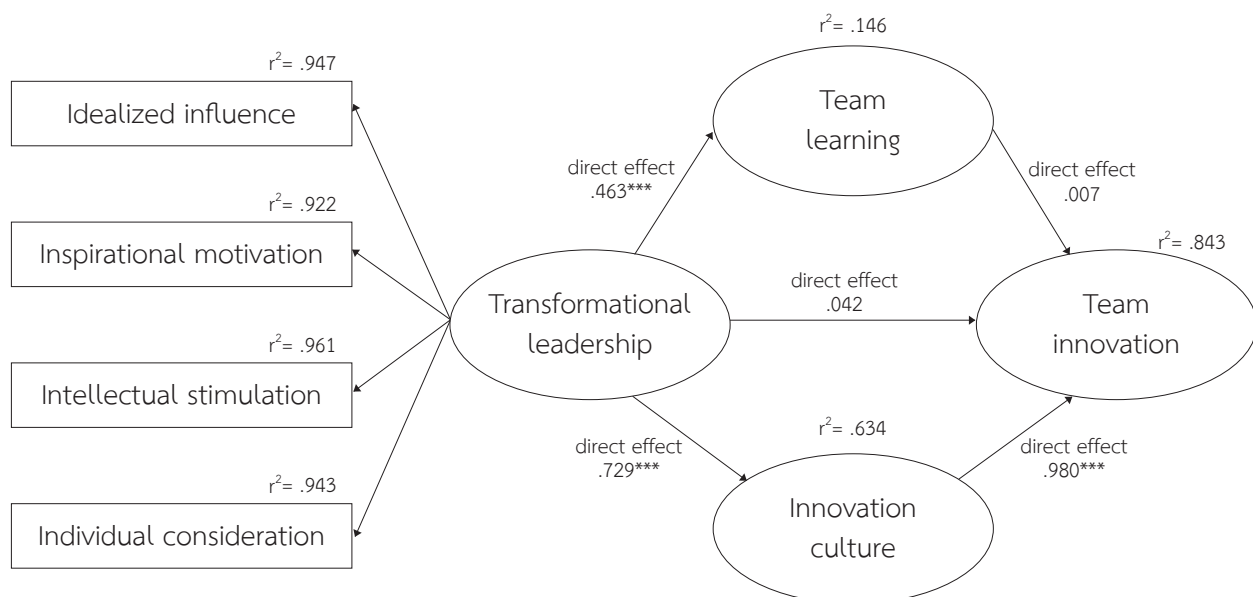 r²= .947
Idealized influence
r²= .922
Inspirational motivation
r²= .961
Intellectual stimulation
r²= .943
Individual consideration
Transformational
leadership
direct effect
.463***
r²= .146
Team
learning
direct effect
.007
direct effect
.042
r²= .843
Team
innovation
direct effect
.729***
r²= .634
Innovation
culture
direct effect
.980***